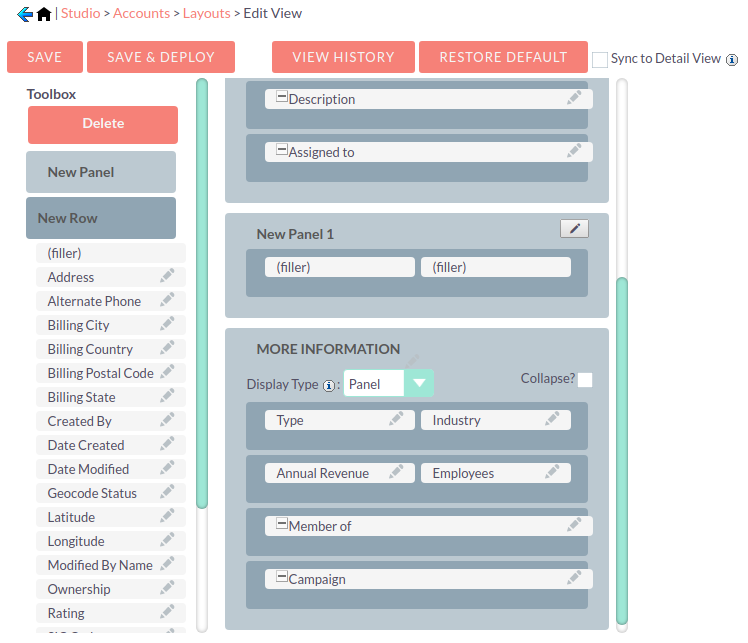 | Studio > Accounts > Layouts > Edit View
SAVE
SAVE & DEPLOY
VIEW HISTORY
RESTORE DEFAULT
Sync to Detail View
Toolbox
Delete
New Panel
New Row
(filler)
Address
Alternate Phone
Billing City
Billing Country
Billing Postal Code
Billing State
Created By
Date Created
Date Modified
Geocode Status
Latitude
Longitude
Modified By Name
Ownership
Rating
Description
Assigned to
New Panel 1
(filler) (filler)
MORE INFORMATION
Display Type : Panel
Collapse?
Type Industry
Annual Revenue Employees
Member of
Campaign